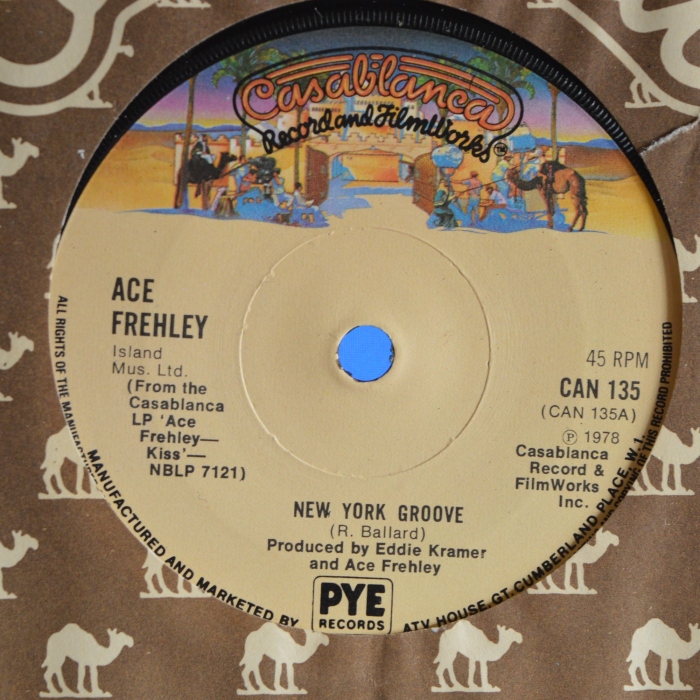 Casablanca
Record and FilmWorks™
ACE
FREHLEY
Island
Mus. Ltd.
(From the
Casablanca
LP 'Ace
Frehley—
Kiss'—
NBLP 7121)
45 RPM
CAN 135
(CAN 135A)
℗ 1978
Casablanca
Record &
FilmWorks
Inc.
NEW YORK GROOVE
(R. Ballard)
Produced by Eddie Kramer
and Ace Frehley
PYE
RECORDS
ALL RIGHTS OF THE
MANUFACTURED AND MARKETED BY
ATV HOUSE, GT. CUMBERLAND PLACE, W.1.
OF THIS RECORD PROHIBITED